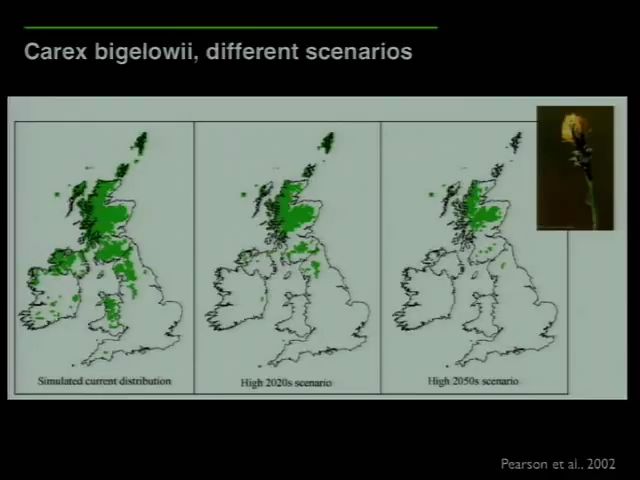 Carex bigelowii, different scenarios
Simulated current distribution
High 2020s scenario
High 2050s scenario
Pearson et al., 2002